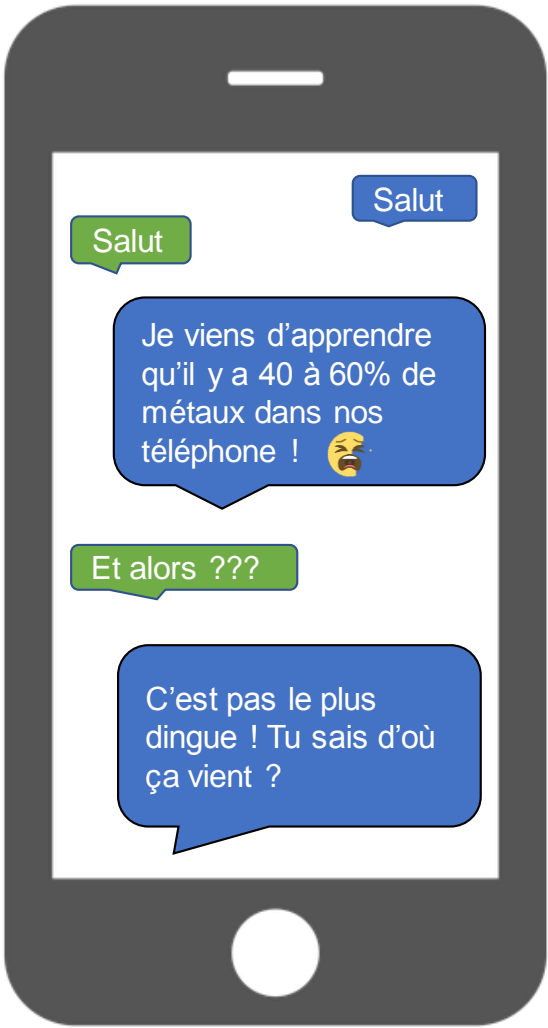 Salut
Salut
Je viens d’apprendre
qu’il y a 40 à 60% de
métaux dans nos
téléphone !
Et alors ???
C’est pas le plus
dingue ! Tu sais d’où
ça vient ?